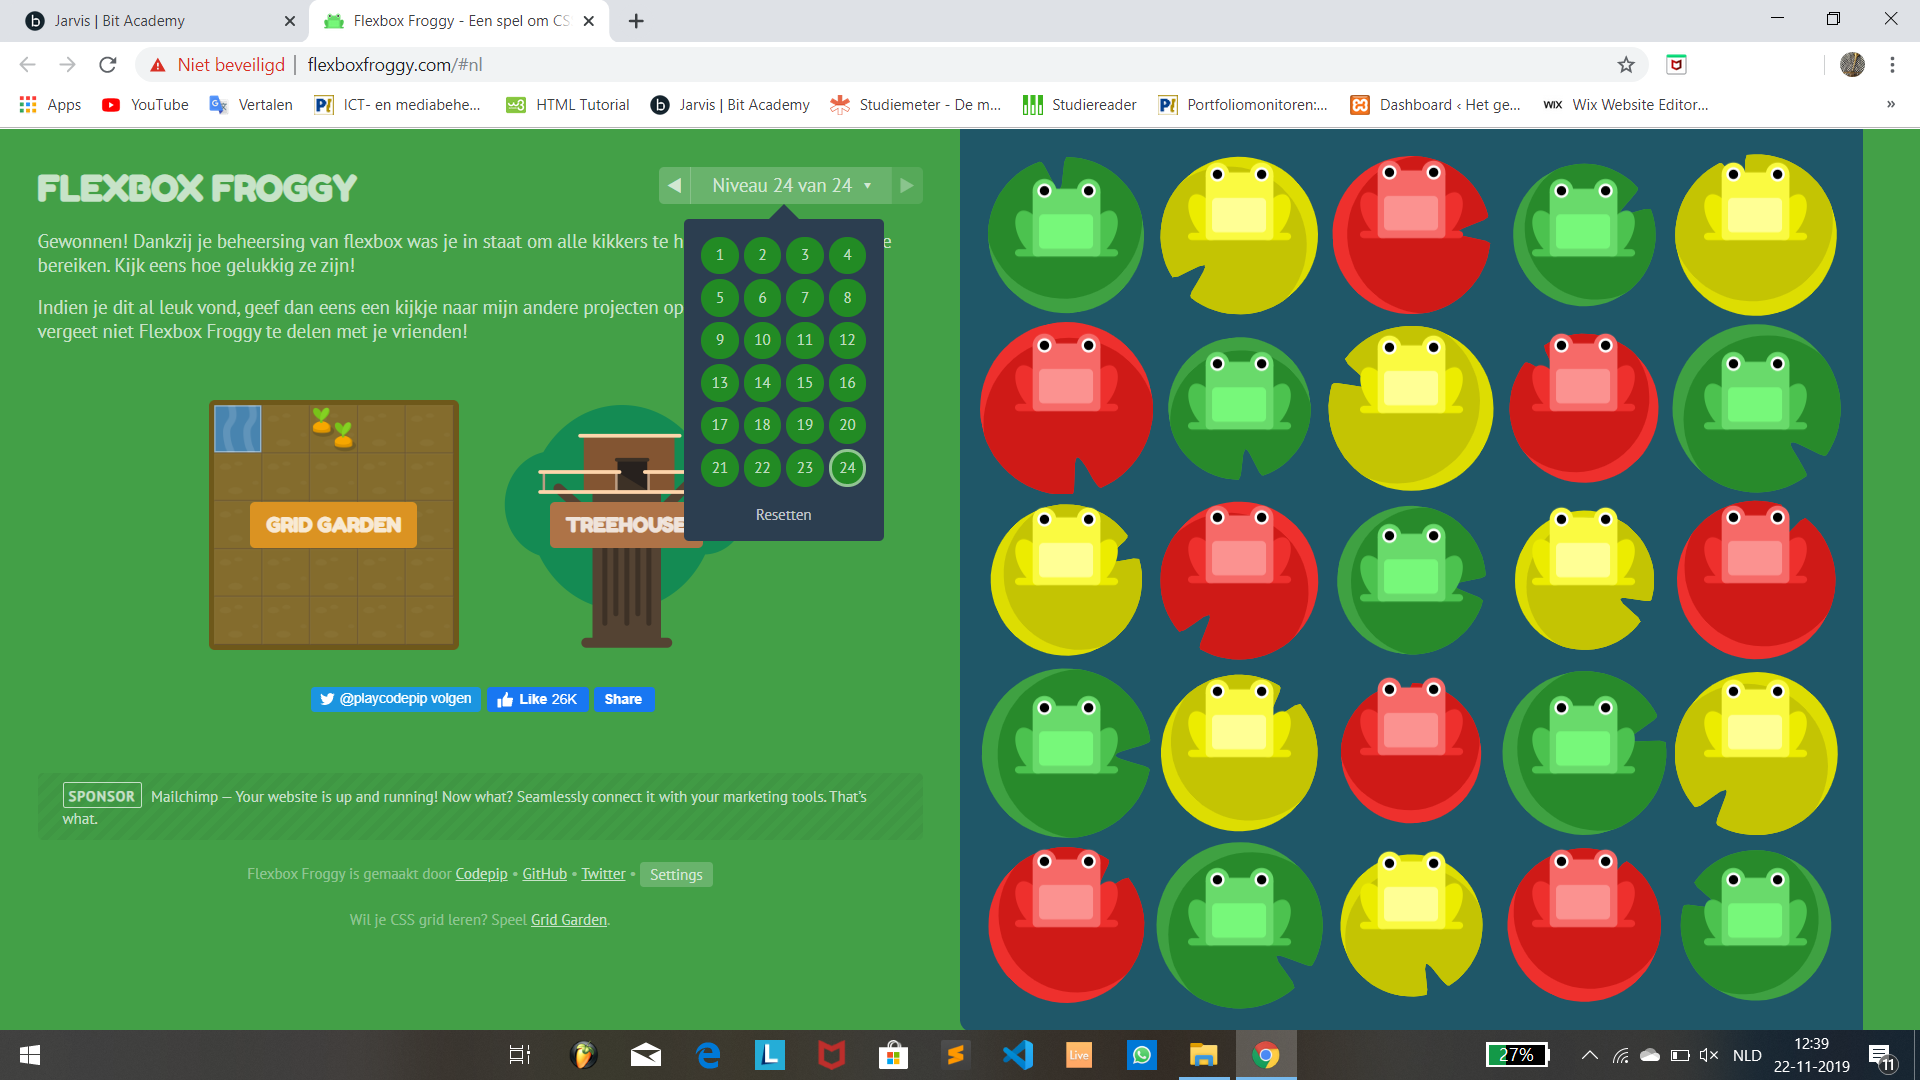 Jarvis | Bit Academy
Flexbox Froggy - Een spel om CS
Niet beveiligd | flexboxfroggy.com/#nl
Apps YouTube Vertalen ICT- en mediabehe... HTML Tutorial Jarvis | Bit Academy Studiemeter - De m... Studiereader Portfoliomonitoren:... Dashboard ‹ Het ge... WIX Wix Website Editor... »
FLEXBOX FROGGY
Niveau 24 van 24
Gewonnen! Dankzij je beheersing van flexbox was je in staat om alle kikkers te h e
bereiken. Kijk eens hoe gelukkig ze zijn!
Indien je dit al leuk vond, geef dan eens een kijkje naar mijn andere projecten op
vergeet niet Flexbox Froggy te delen met je vrienden!
1 2 3 4
5 6 7 8
9 10 11 12
13 14 15 16
17 18 19 20
21 22 23 24
Resetten
GRID GARDEN
TREEHOUSE
@playcodepip volgen
Like 26K
Share
SPONSOR Mailchimp — Your website is up and running! Now what? Seamlessly connect it with your marketing tools. That's
what.
Flexbox Froggy is gemaakt door Codepip • GitHub • Twitter • Settings
Wil je CSS grid leren? Speel Grid Garden.
L
Live
27%
NLD
12:39
22-11-2019
11